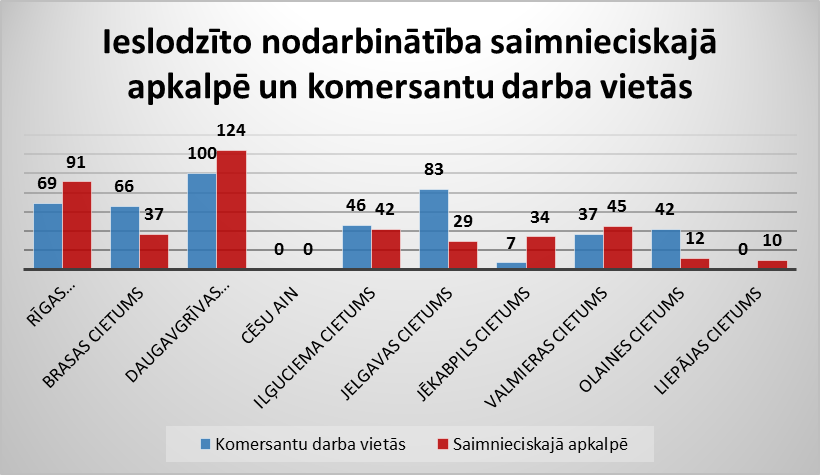 Ieslodzīto nodarbinātība saimnieciskajā
apkalpē un komersantu darba vietās
69 91 66 37 100 124 0 0 46 42 83 29 7 34 37 45 42 12 0 10
RĪGAS...
BRASAS CIETUMS
DAUGAVGRĪVAS...
CĒSU AIN
IĻĢUCIEMA CIETUMS
JELGAVAS CIETUMS
JĒKABPILS CIETUMS
VALMIERAS CIETUMS
OLAINES CIETUMS
LIEPĀJAS CIETUMS
Komersantu darba vietās Saimnieciskajā apkalpē